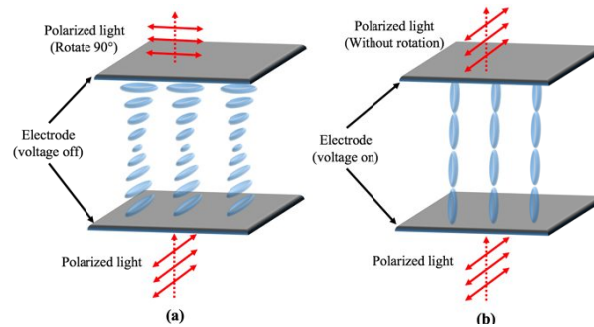 Polarized light
(Rotate 90°)
Electrode
(voltage off)
Polarized light
(a)
Polarized light
(Without rotation)
Electrode
(voltage on)
Polarized light
(b)